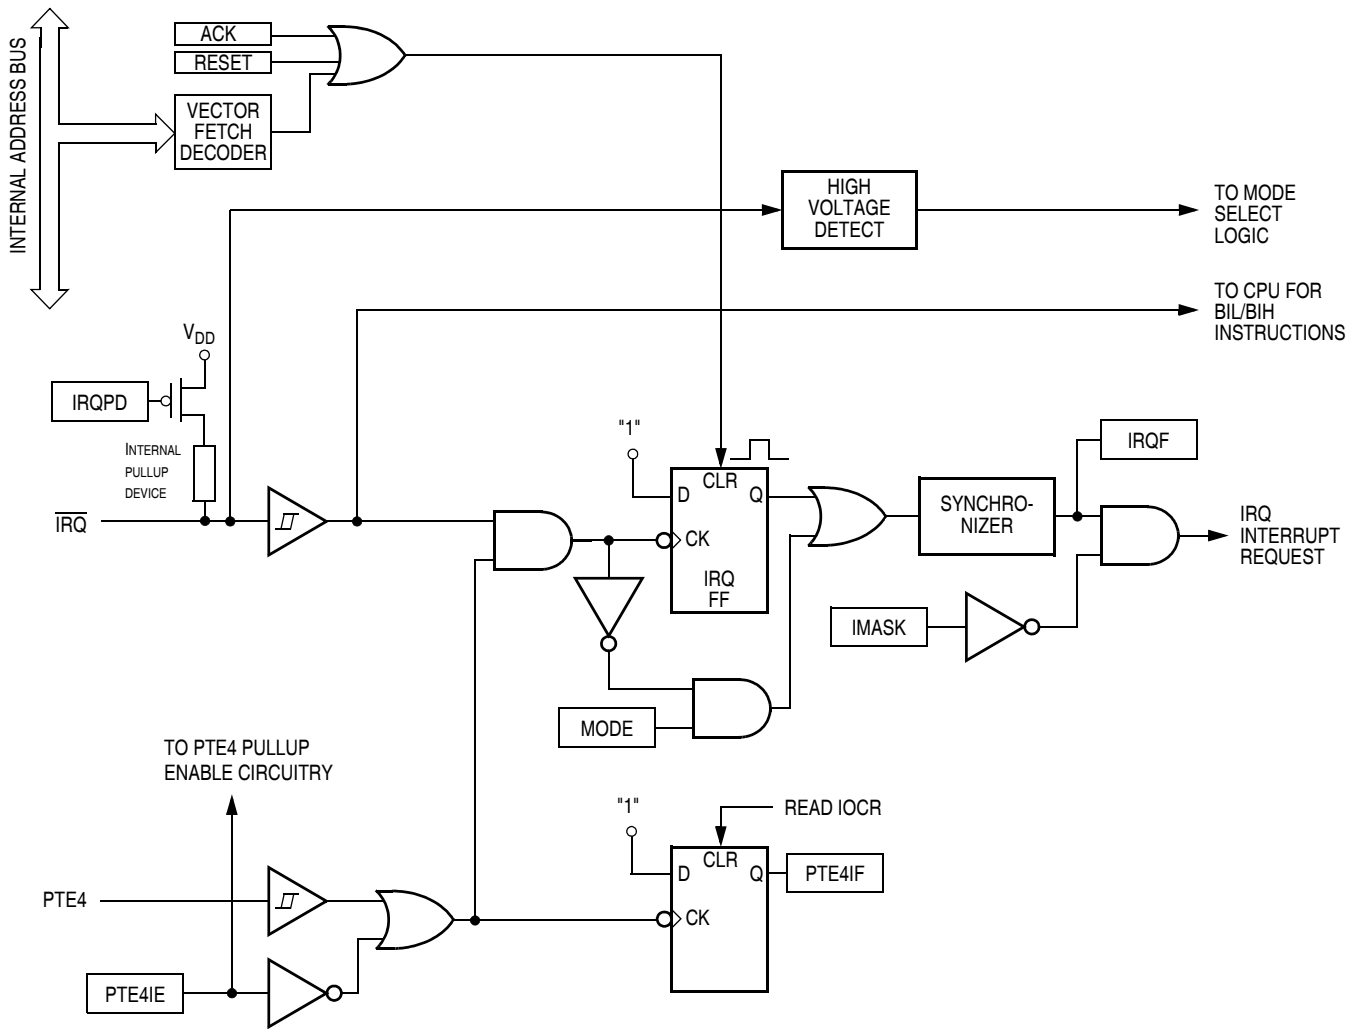 INTERNAL ADDRESS BUS
ACK
RESET
VECTOR
FETCH
DECODER
HIGH
VOLTAGE
DETECT
TO MODE
SELECT
LOGIC
TO CPU FOR
BIL/BIH
INSTRUCTIONS
VDD
IRQPD
INTERNAL
PULLUP
DEVICE
IRQ
"1"
D
CLR
Q
CK
IRQ
FF
SYNCHRO-
NIZER
IRQF
IRQ
INTERRUPT
REQUEST
IMASK
MODE
TO PTE4 PULLUP
ENABLE CIRCUITRY
"1"
READ IOCR
D
CLR
Q
CK
PTE4IF
PTE4
PTE4IE